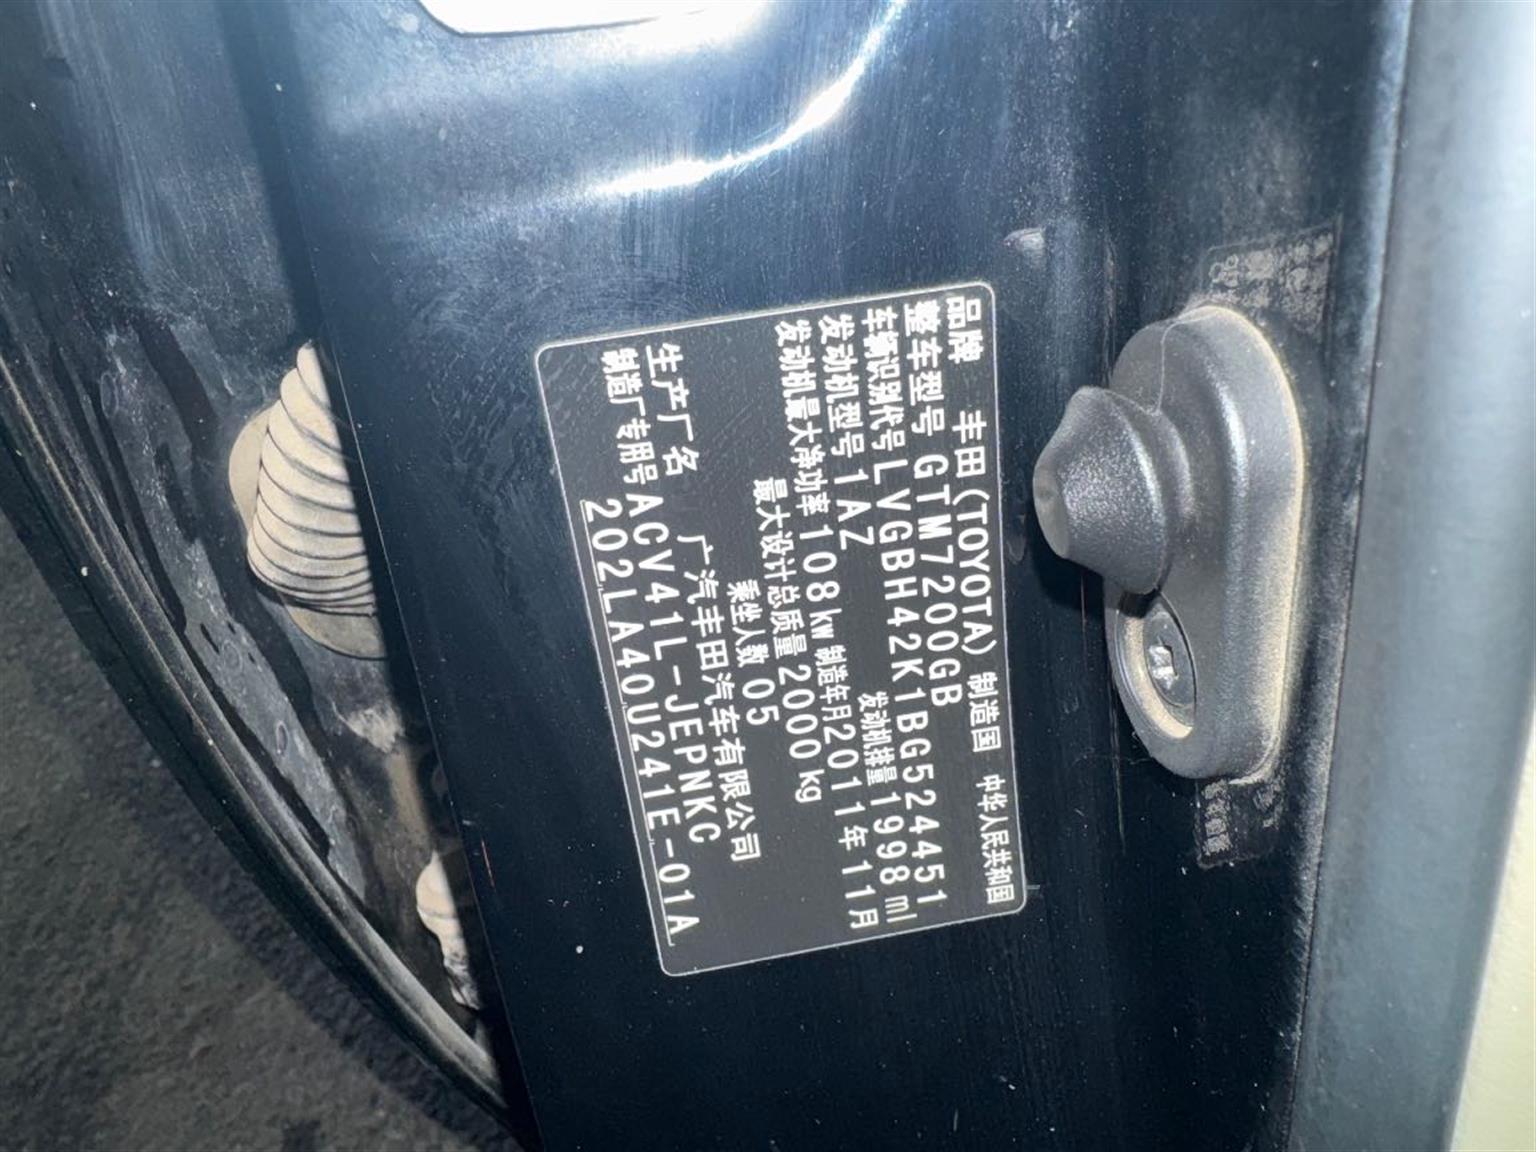 品牌 丰田(TOYOTA) 制造国 中华人民共和国
整车型号 GTM7200GB
车辆识别代号 LVGBH42K1BG524451
发动机型号 1AZ 发动机排量 1998 ml
发动机最大净功率 108kw 制造年月 2011年11月
最大设计总质量 2000kg
乘坐人数 05
生产厂名 广汽丰田汽车有限公司
制造厂专用号 ACV41L-JEPNKC
202LA40U241E-01A